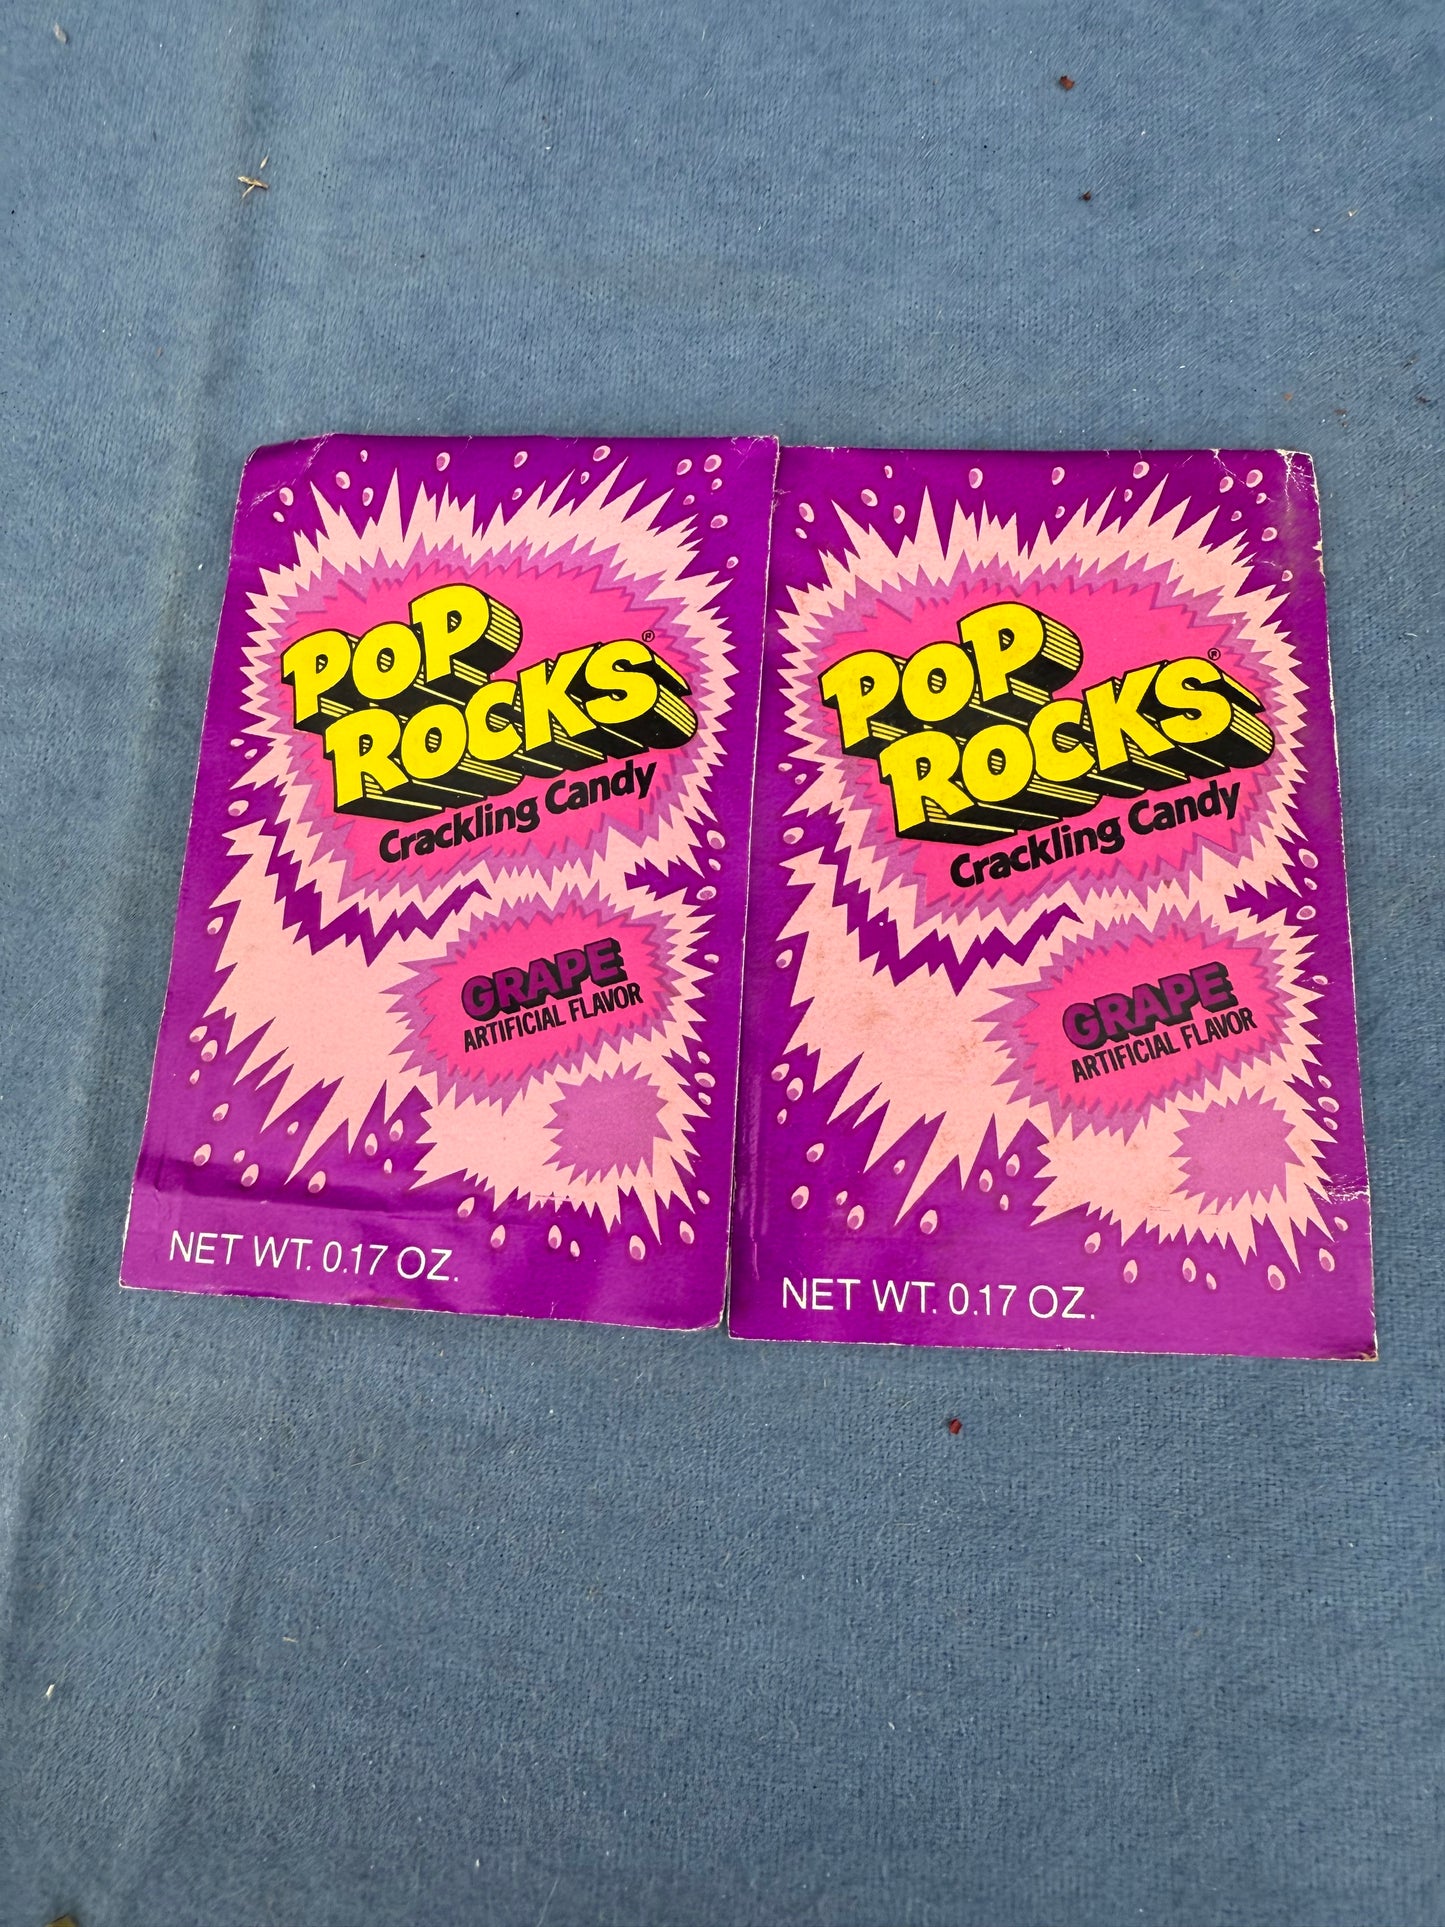 POP
ROCKS®
Crackling Candy
GRAPE
ARTIFICIAL FLAVOR
NET WT. 0.17 OZ.
POP
ROCKS®
Crackling Candy
GRAPE
ARTIFICIAL FLAVOR
NET WT. 0.17 OZ.